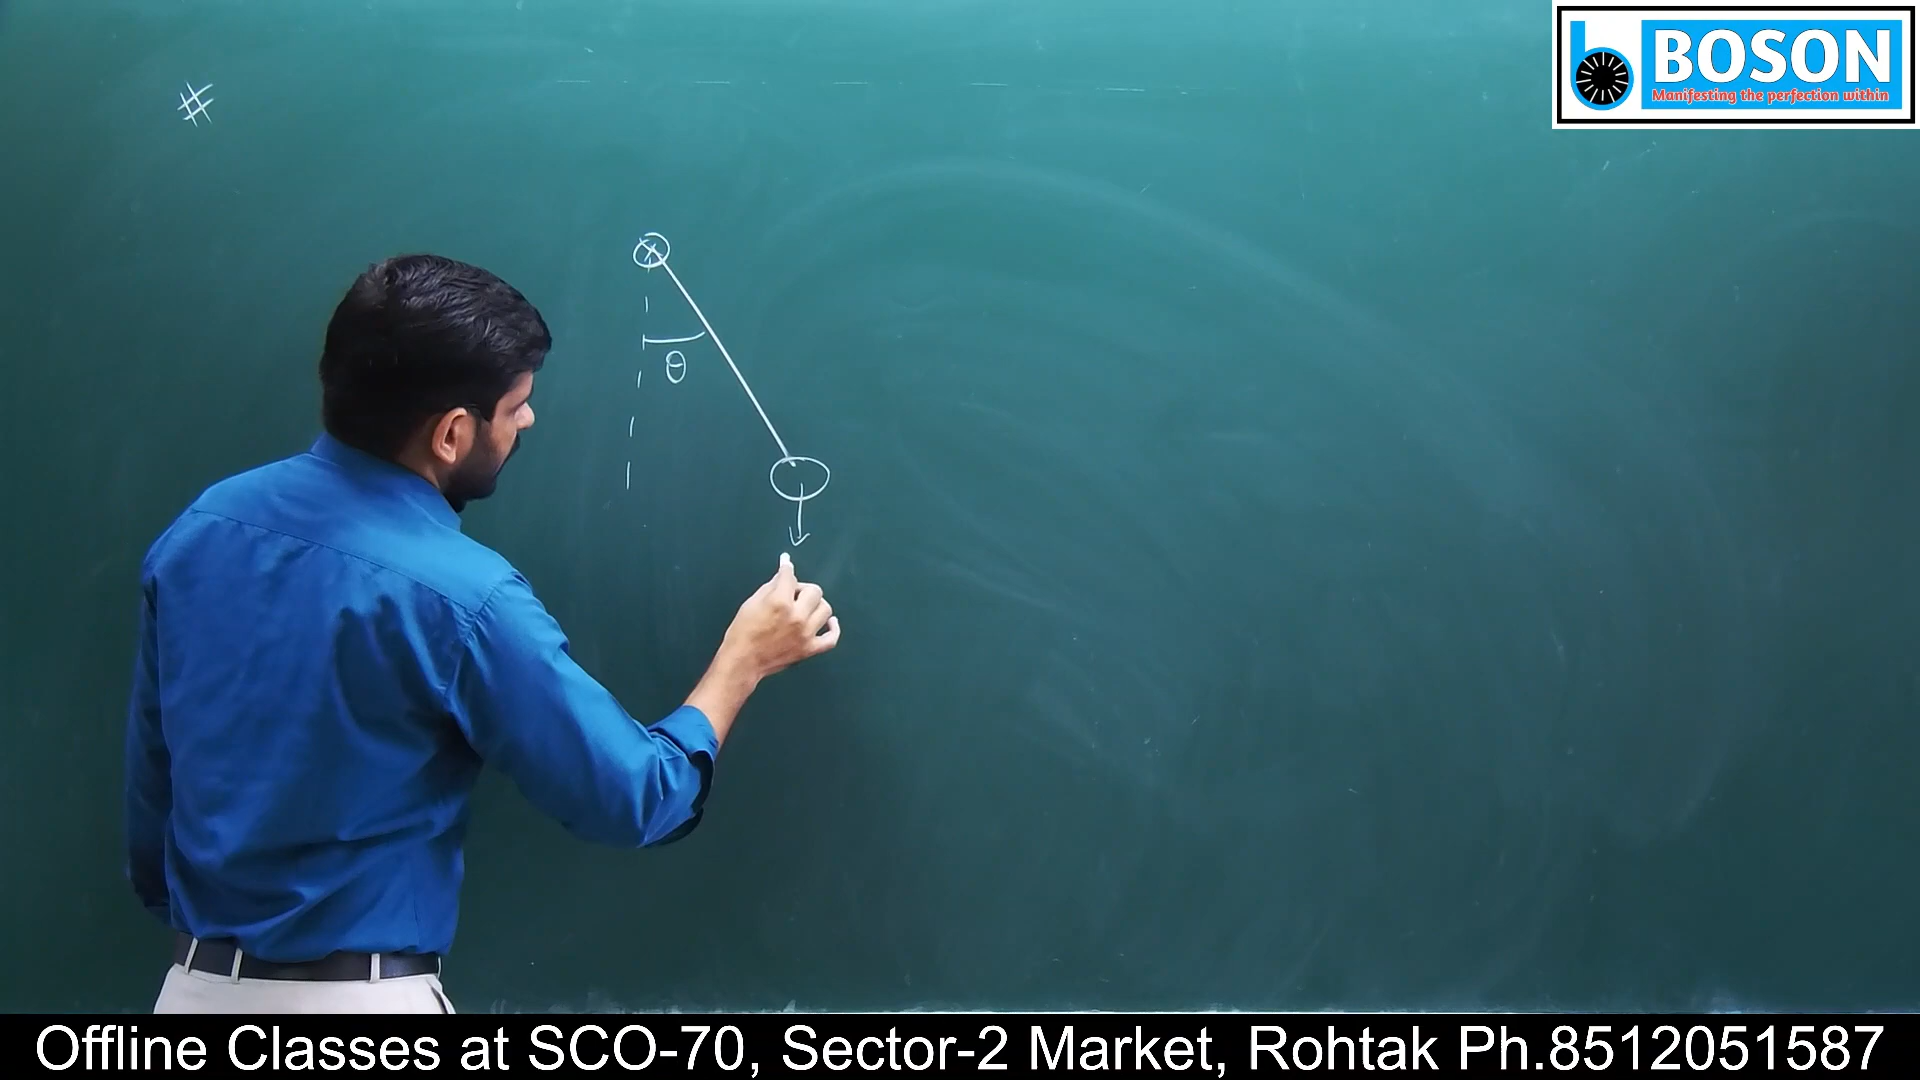 BOSON
Manifesting the perfection within
#
θ
Offline Classes at SCO-70, Sector-2 Market, Rohtak Ph.8512051587